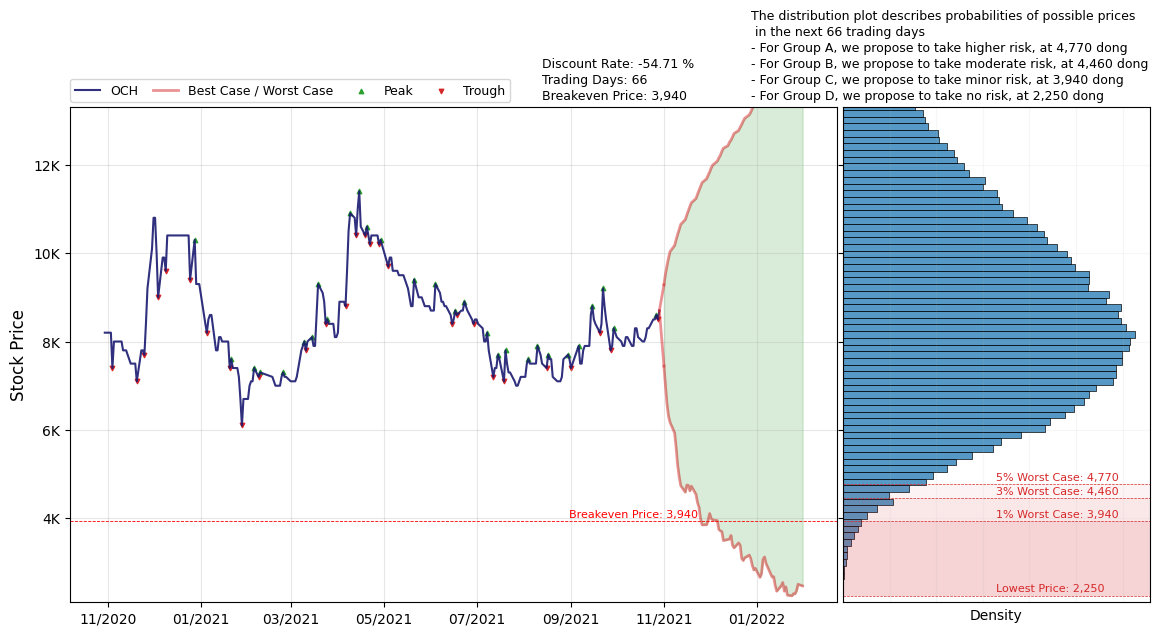 The distribution plot describes probabilities of possible prices
in the next 66 trading days
- For Group A, we propose to take higher risk, at 4,770 dong
- For Group B, we propose to take moderate risk, at 4,460 dong
- For Group C, we propose to take minor risk, at 3,940 dong
- For Group D, we propose to take no risk, at 2,250 dong
Discount Rate: -54.71 %
Trading Days: 66
Breakeven Price: 3,940
OCH
Best Case / Worst Case
Peak
Trough
Stock Price
12K
10K
8K
6K
4K
Breakeven Price: 3,940
5% Worst Case: 4,770
3% Worst Case: 4,460
1% Worst Case: 3,940
Lowest Price: 2,250
11/2020
01/2021
03/2021
05/2021
07/2021
09/2021
11/2021
01/2022
Density